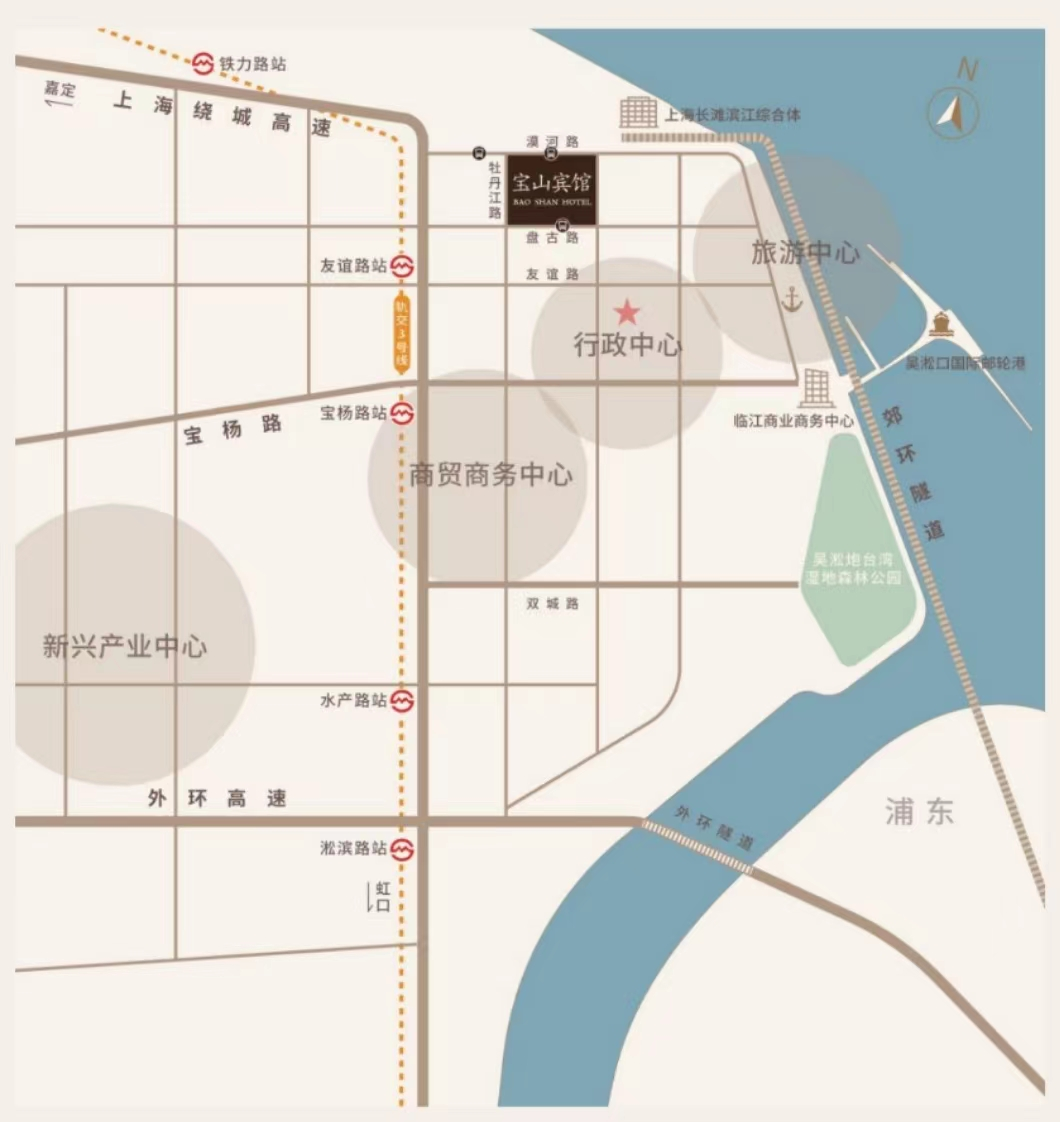 铁力路站
N
嘉定
上海绕城高速
上海长滩滨江综合体
漠河路
牡丹江路
宝山宾馆
BAO SHAN HOTEL
盘古路
旅游中心
友谊路站
友谊路
轨交3号线
行政中心
吴淞口国际邮轮港
宝杨路站
宝杨路
临江商业商务中心
郊环隧道
商贸商务中心
吴淞炮台湾
湿地森林公园
双城路
新兴产业中心
水产路站
外环高速
外环隧道
浦东
淞滨路站
虹口